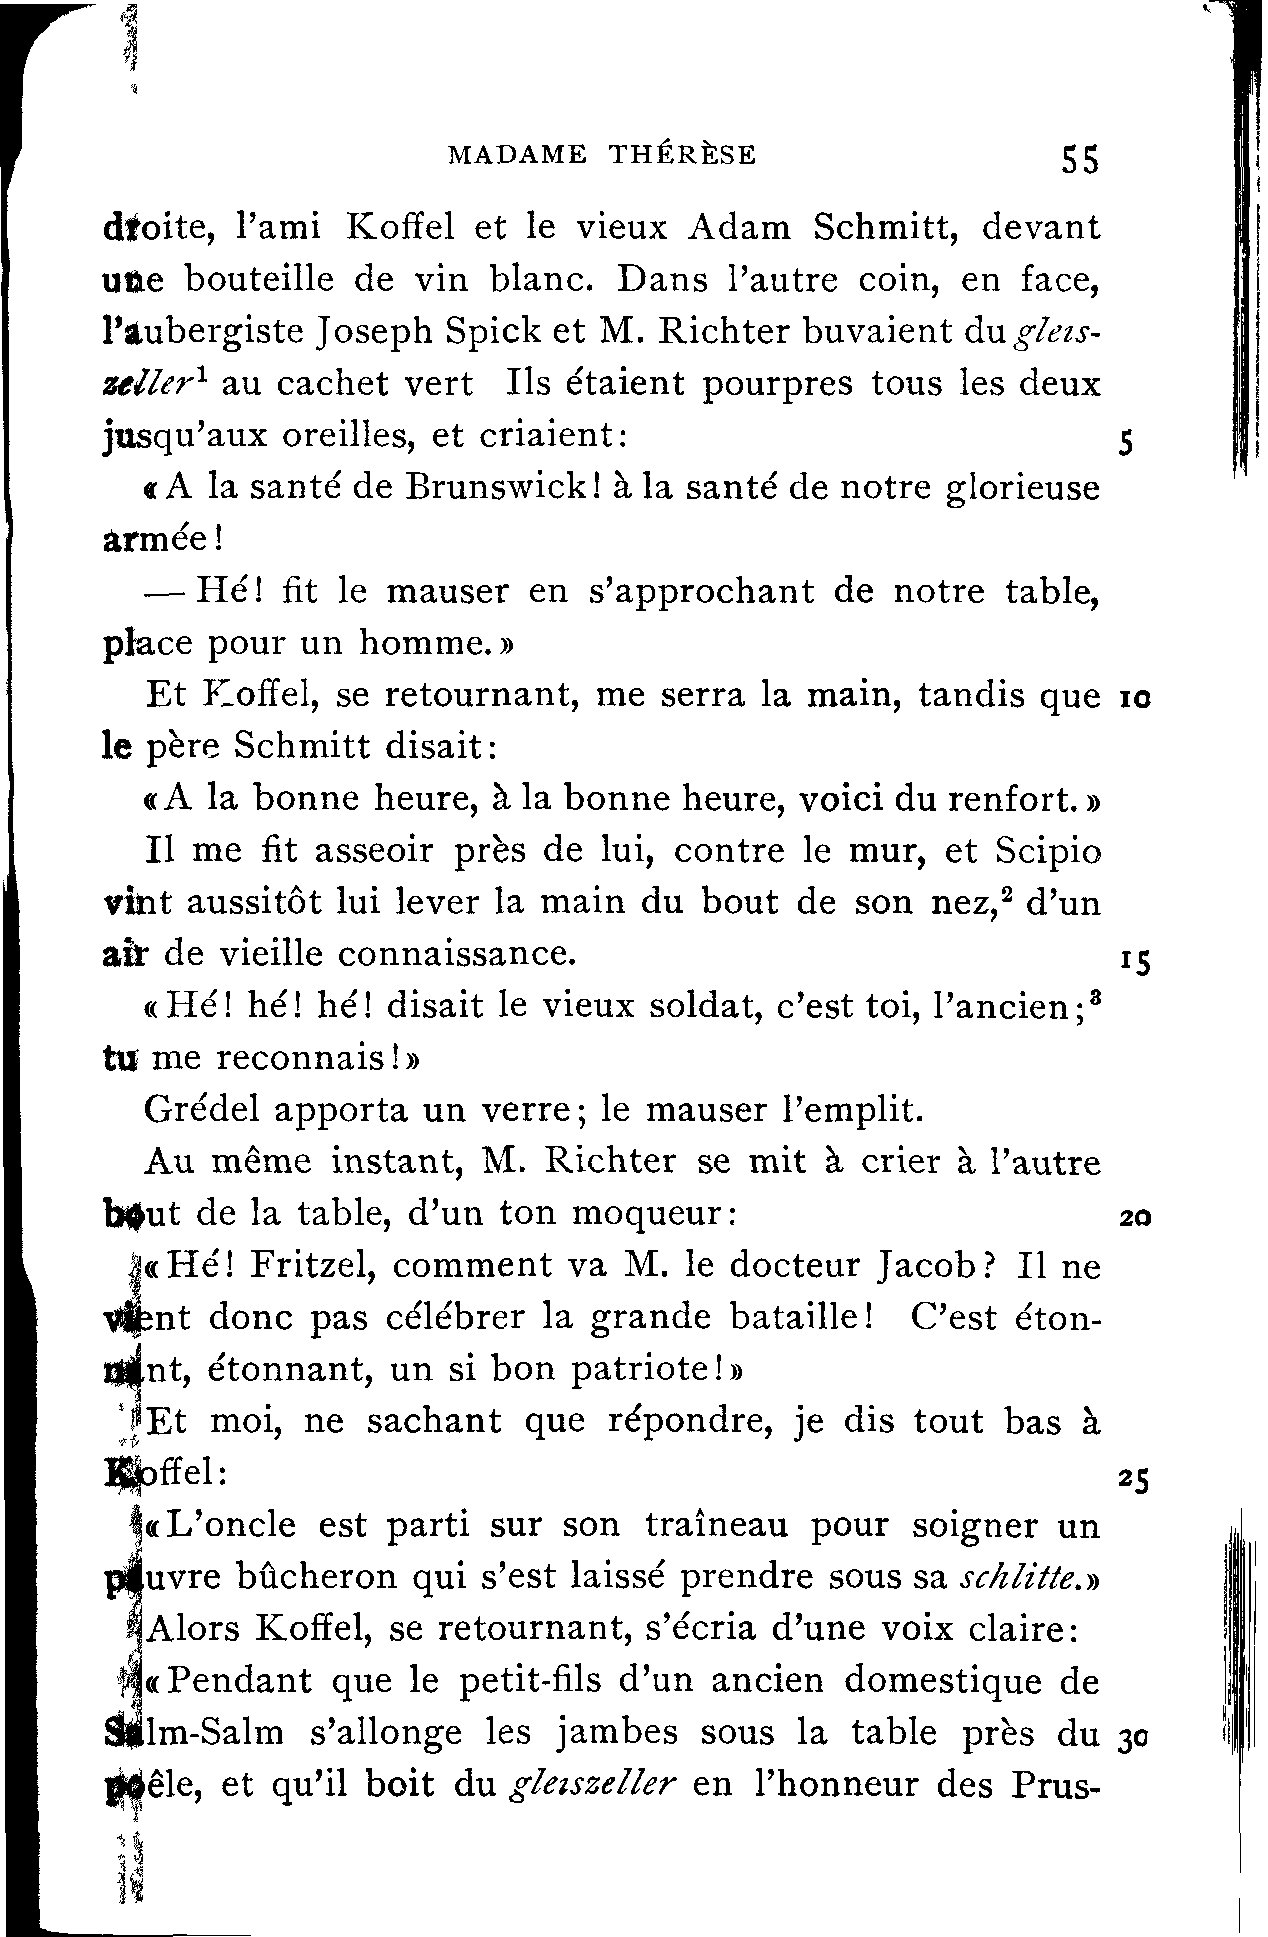 MADAME THÉRÈSE 55
droite, l'ami Koffel et le vieux Adam Schmitt, devant
une bouteille de vin blanc. Dans l'autre coin, en face,
l'aubergiste Joseph Spick et M. Richter buvaient du gleis-
zeller¹ au cachet vert Ils étaient pourpres tous les deux
jusqu'aux oreilles, et criaient: 5
« A la santé de Brunswick! à la santé de notre glorieuse
armée!
— Hé! fit le mauser en s'approchant de notre table,
place pour un homme. »
Et Koffel, se retournant, me serra la main, tandis que 10
le père Schmitt disait:
« A la bonne heure, à la bonne heure, voici du renfort. »
Il me fit asseoir près de lui, contre le mur, et Scipio
vint aussitôt lui lever la main du bout de son nez,² d'un
air de vieille connaissance. 15
« Hé! hé! hé! disait le vieux soldat, c'est toi, l'ancien;³
tu me reconnais! »
Grédel apporta un verre; le mauser l'emplit.
Au même instant, M. Richter se mit à crier à l'autre
bout de la table, d'un ton moqueur: 20
« Hé! Fritzel, comment va M. le docteur Jacob? Il ne
vient donc pas célébrer la grande bataille! C'est éton-
nant, étonnant, un si bon patriote! »
Et moi, ne sachant que répondre, je dis tout bas à
Koffel: 25
« L'oncle est parti sur son traîneau pour soigner un
pauvre bûcheron qui s'est laissé prendre sous sa schlitte. »
Alors Koffel, se retournant, s'écria d'une voix claire:
« Pendant que le petit-fils d'un ancien domestique de
Salm-Salm s'allonge les jambes sous la table près du 30
poêle, et qu'il boit du gleiszeller en l'honneur des Prus-